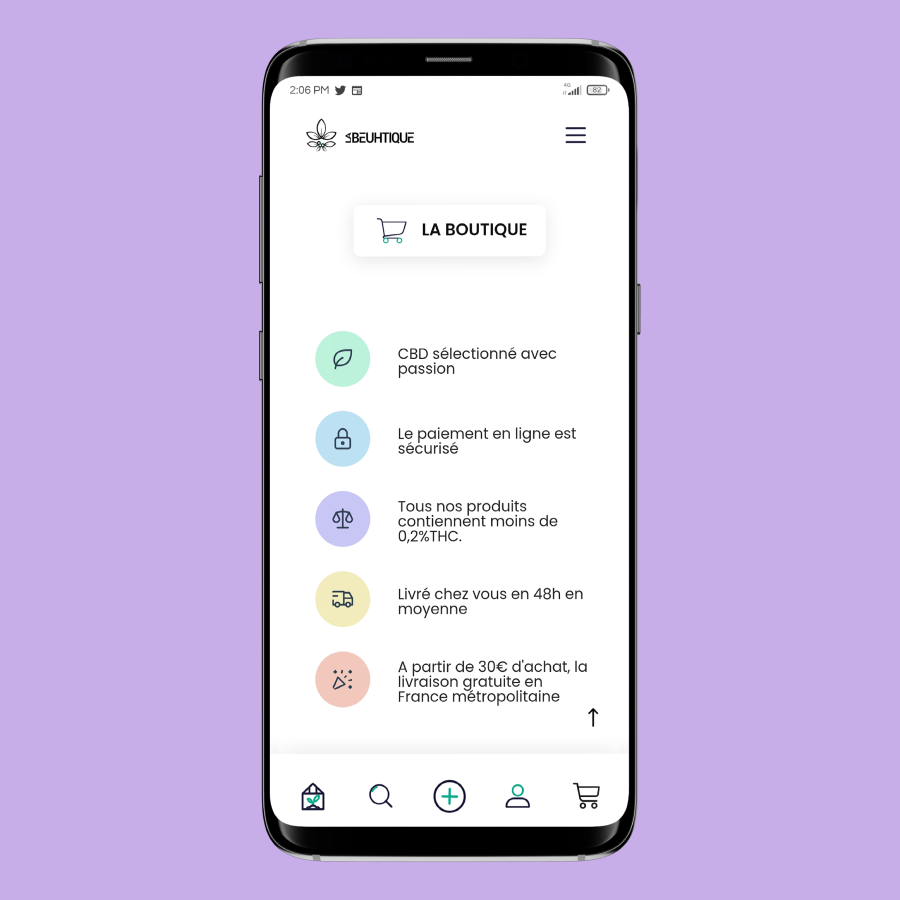 2:06 PM
4G
82
SBEUHTIQUE
LA BOUTIQUE
CBD sélectionné avec
passion
Le paiement en ligne est
sécurisé
Tous nos produits
contiennent moins de
0,2%THC.
Livré chez vous en 48h en
moyenne
A partir de 30€ d'achat, la
livraison gratuite en
France métropolitaine